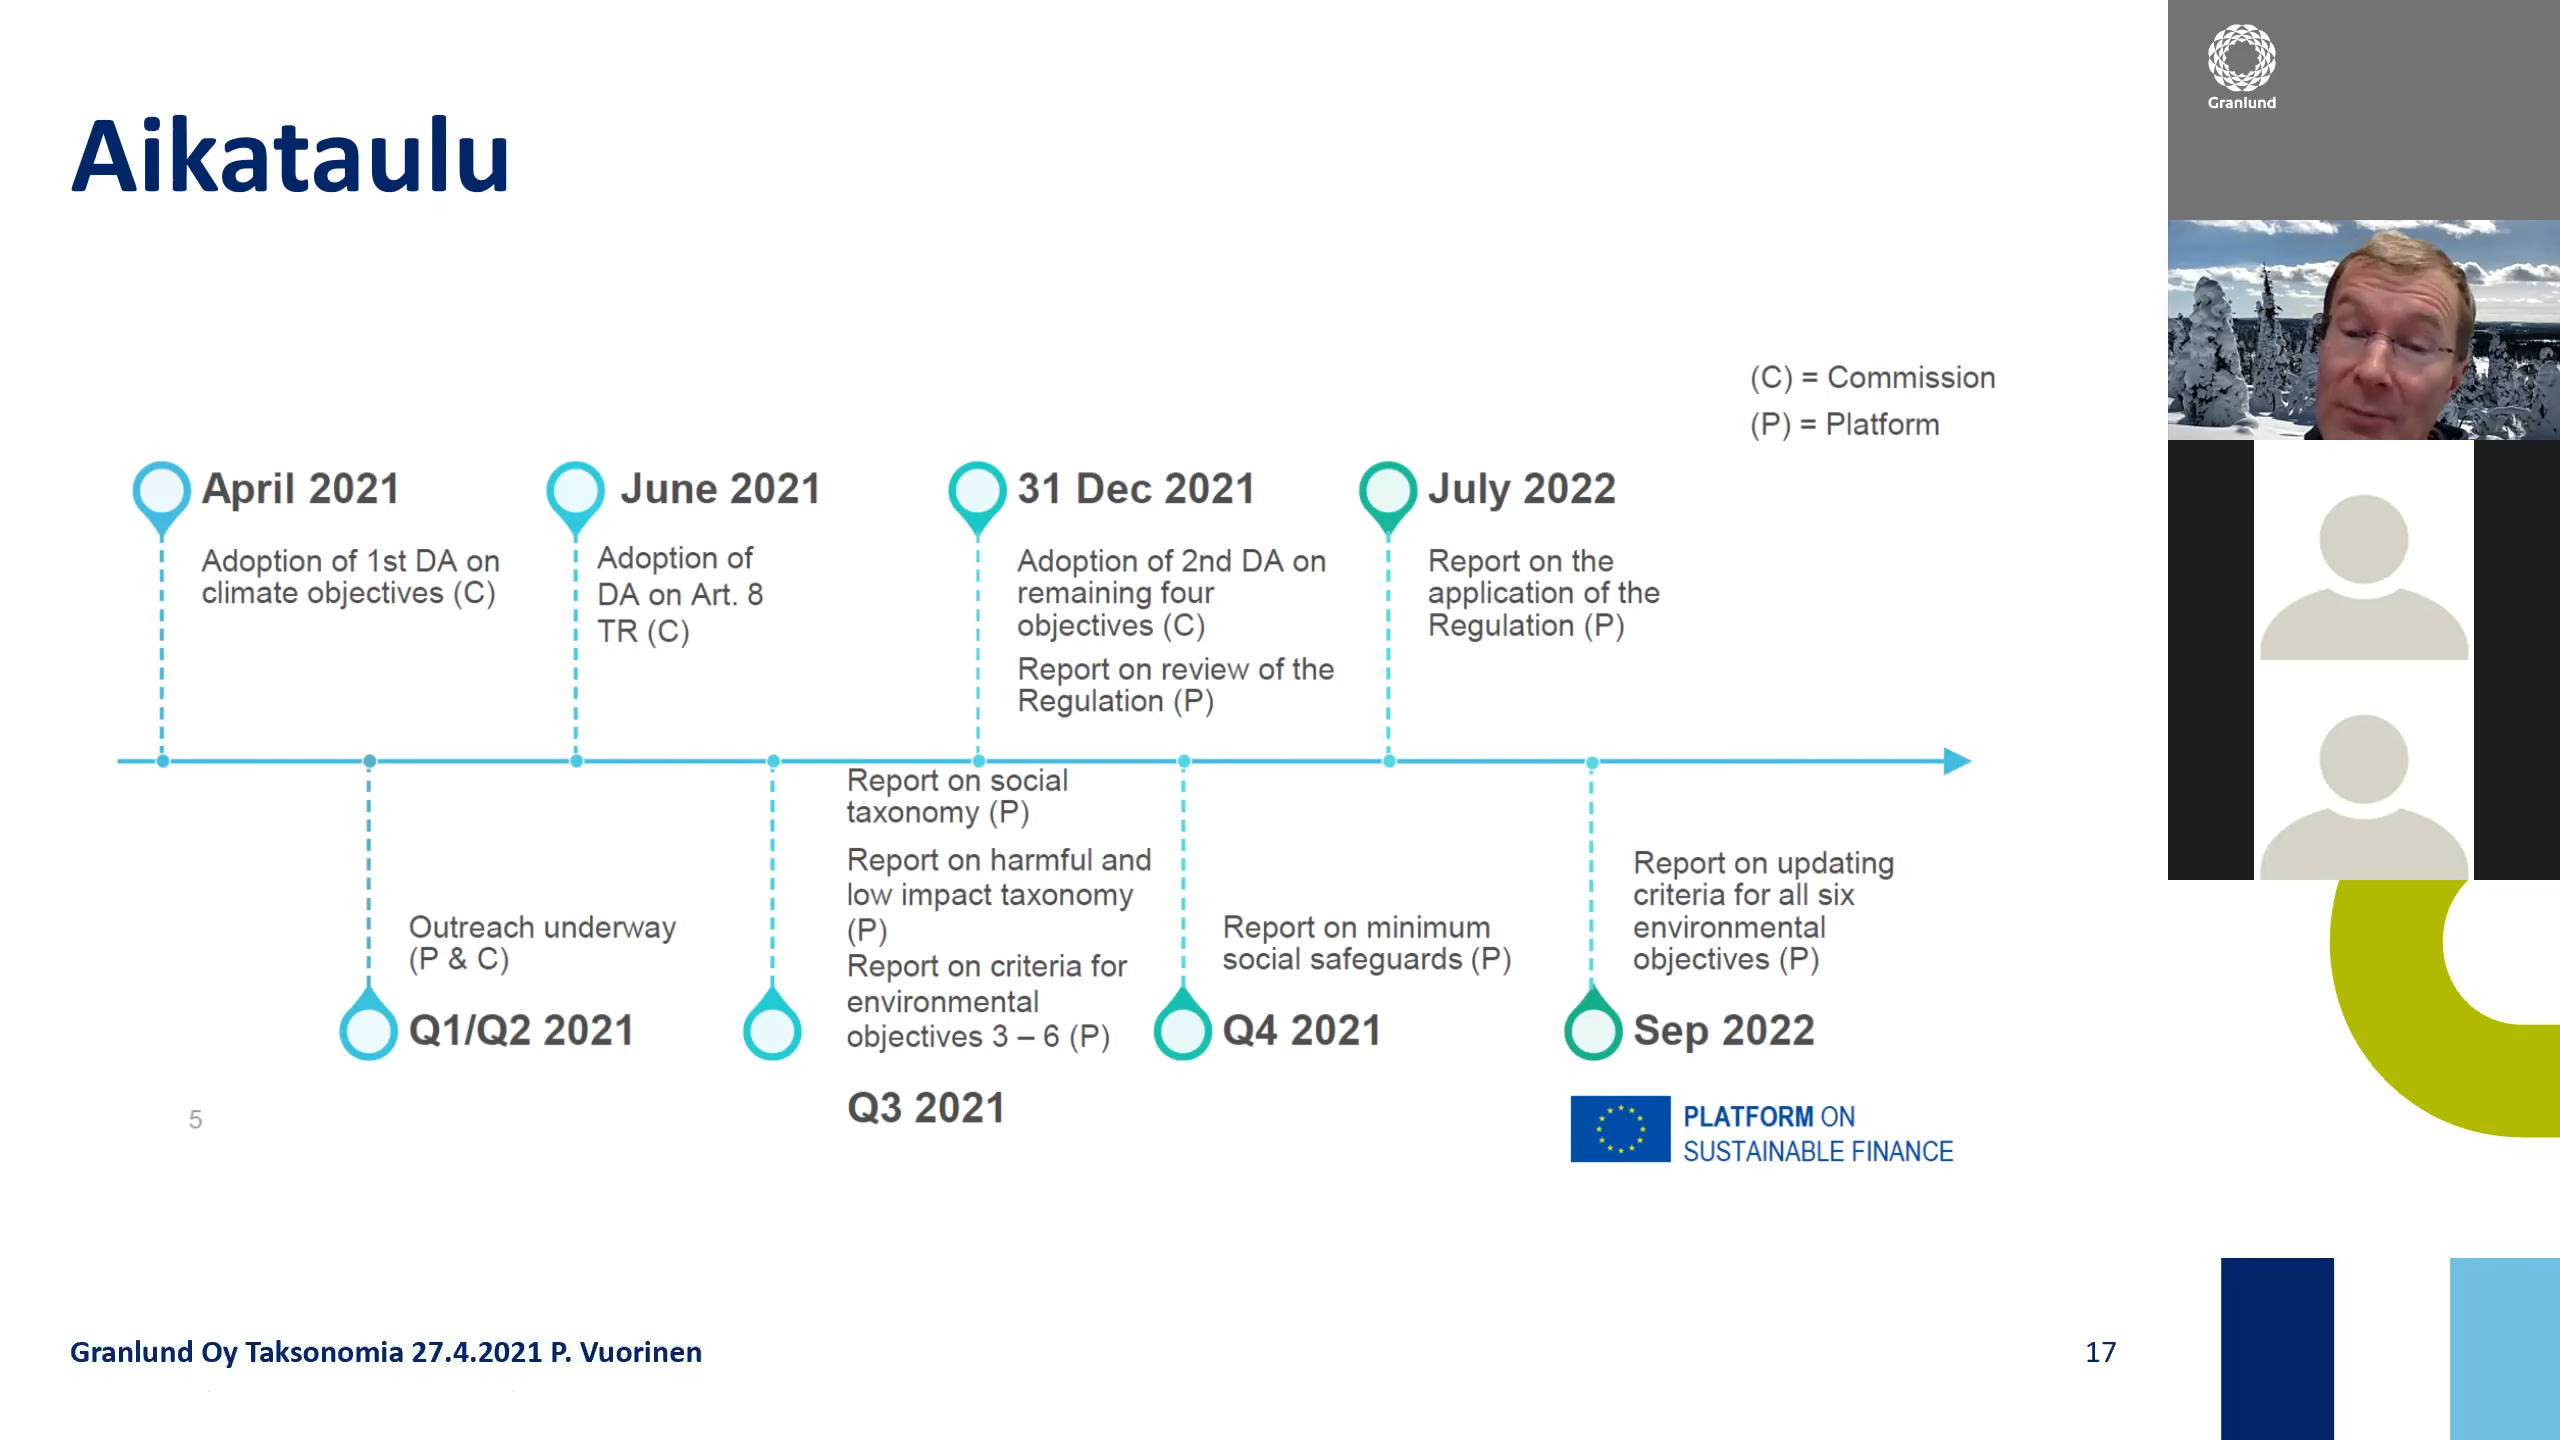 Granlund
Aikataulu
(C) = Commission
(P) = Platform
April 2021
Adoption of 1st DA on
climate objectives (C)
June 2021
Adoption of
DA on Art. 8
TR (C)
31 Dec 2021
Adoption of 2nd DA on
remaining four
objectives (C)
Report on review of the
Regulation (P)
July 2022
Report on the
application of the
Regulation (P)
Outreach underway
(P & C)
Q1/Q2 2021
Report on social
taxonomy (P)
Report on harmful and
low impact taxonomy
(P)
Report on criteria for
environmental
objectives 3 – 6 (P)
Q3 2021
Report on minimum
social safeguards (P)
Q4 2021
Report on updating
criteria for all six
environmental
objectives (P)
Sep 2022
5
PLATFORM ON
SUSTAINABLE FINANCE
Granlund Oy Taksonomia 27.4.2021 P. Vuorinen
17